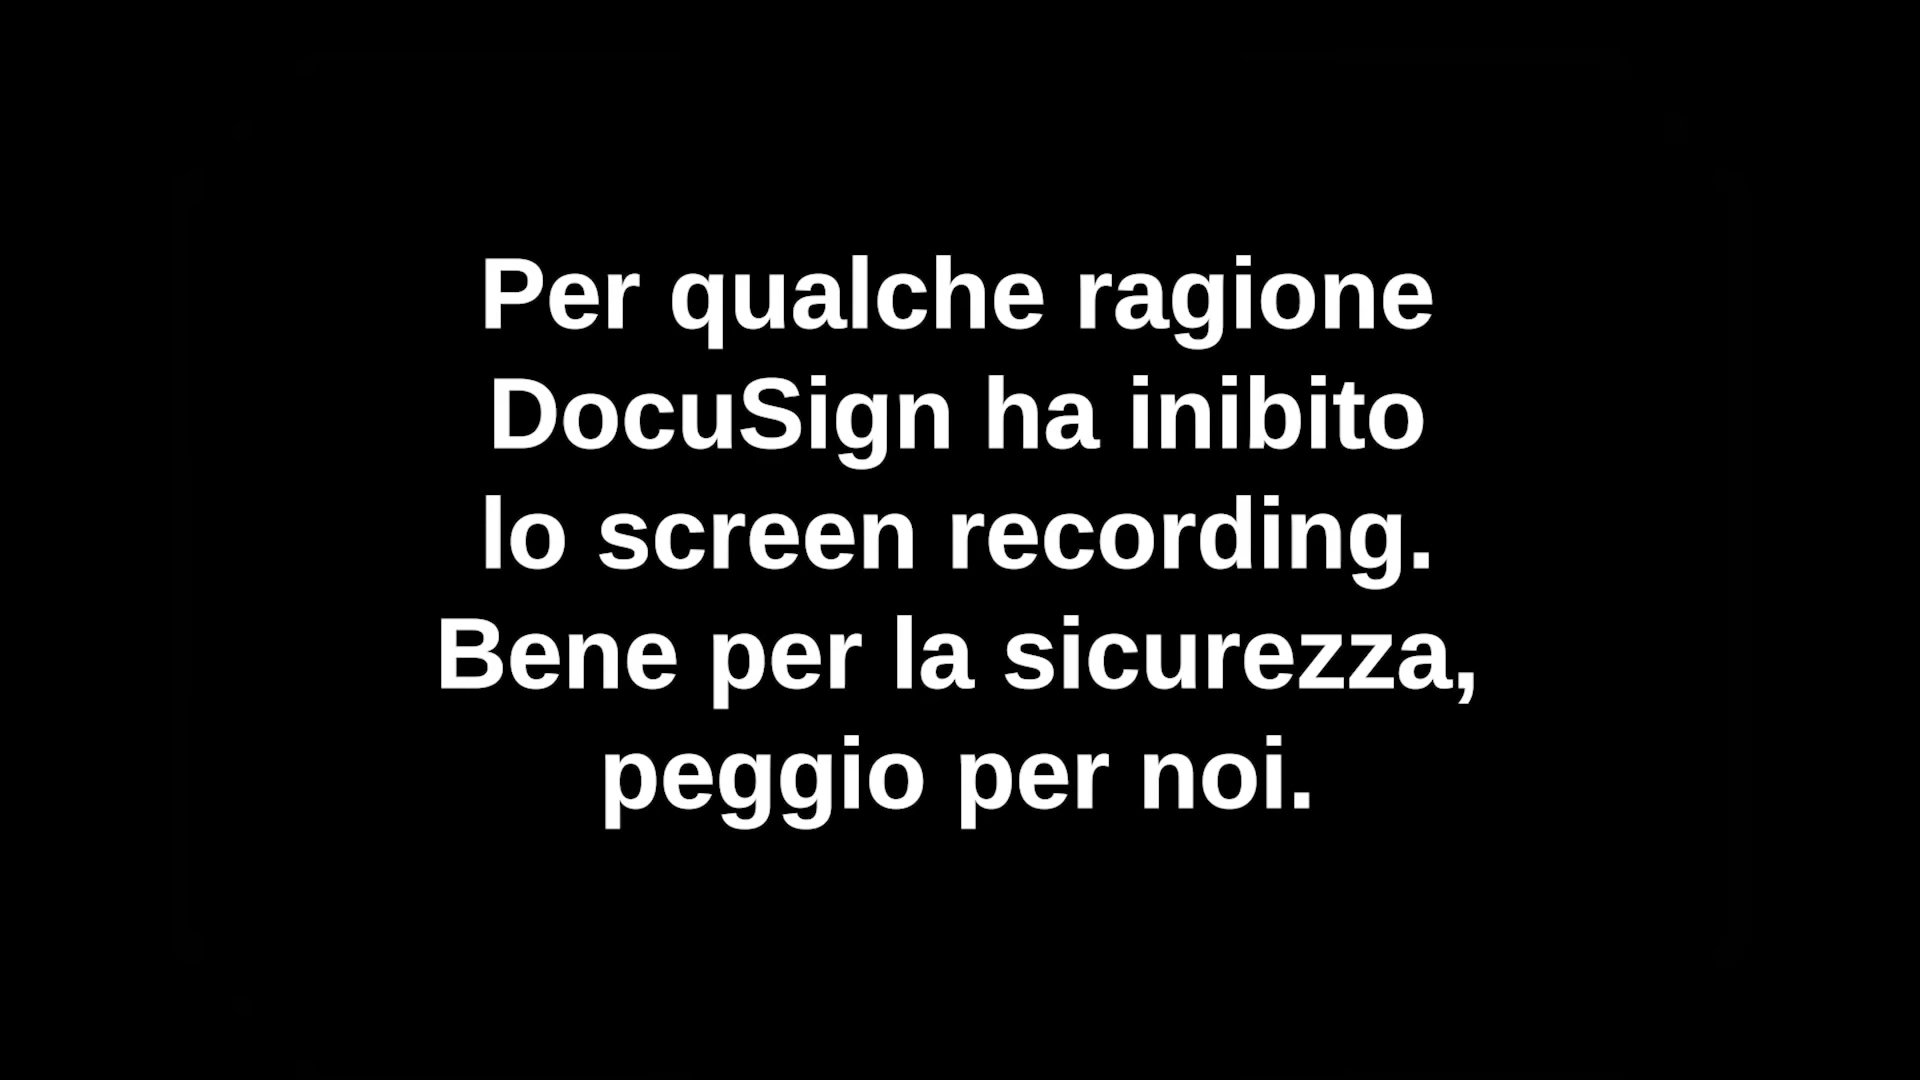 Per qualche ragione
DocuSign ha inibito
lo screen recording.
Bene per la sicurezza,
peggio per noi.